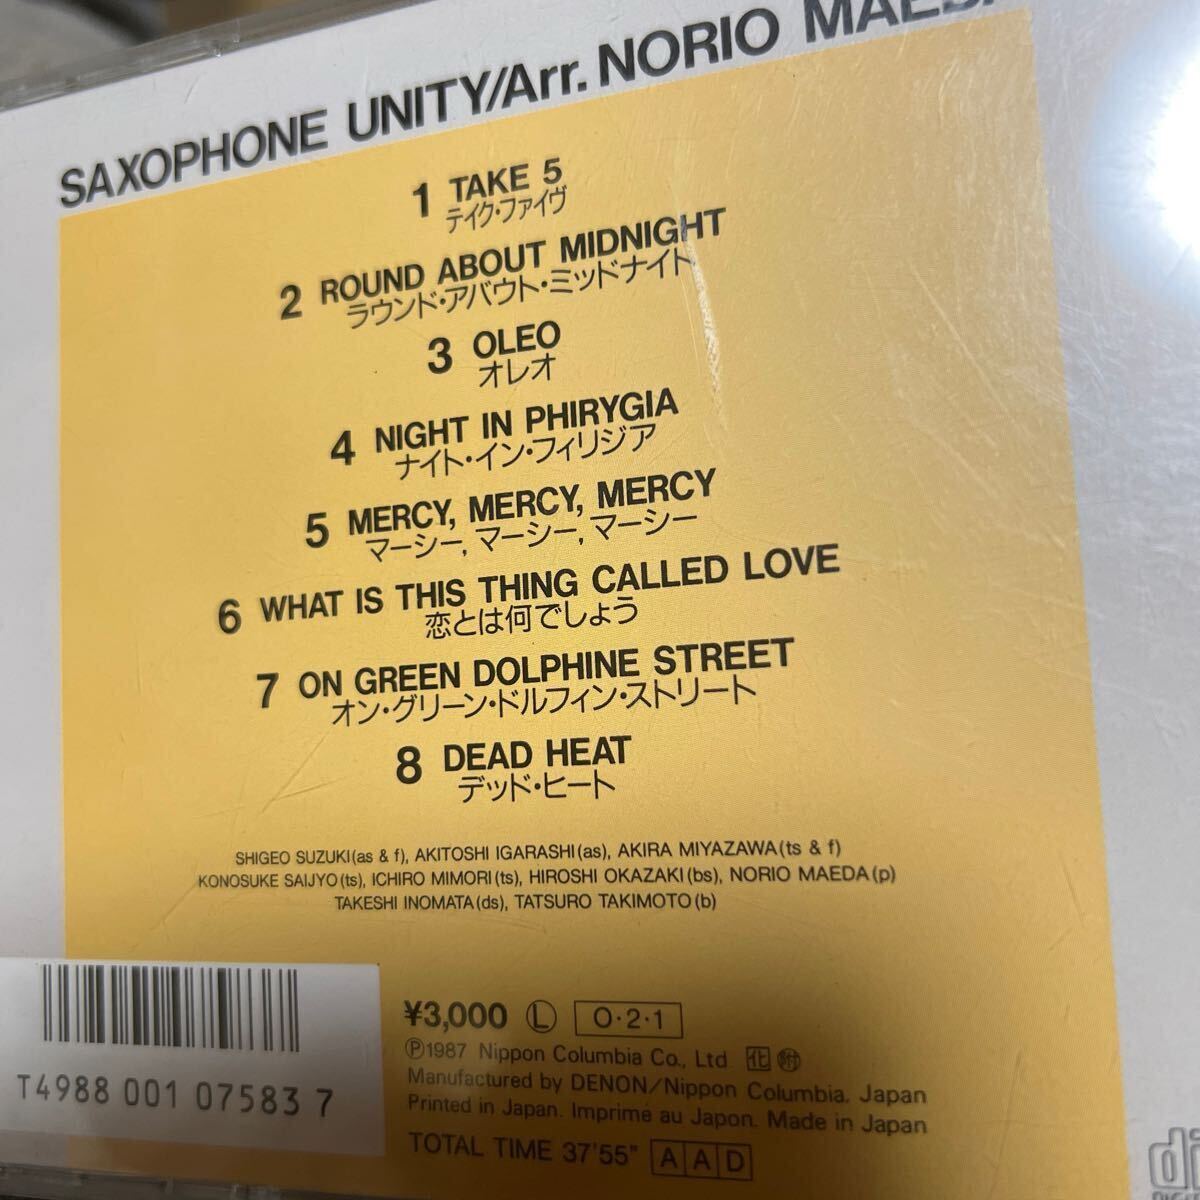 SAXOPHONE UNITY/Arr. NORIO MAEDA
1 TAKE 5
テイク・ファイヴ
2 ROUND ABOUT MIDNIGHT
ラウンド・アバウト・ミッドナイト
3 OLEO
オレオ
4 NIGHT IN PHIRYGIA
ナイト・イン・フィリジア
5 MERCY, MERCY, MERCY
マーシー, マーシー, マーシー
6 WHAT IS THIS THING CALLED LOVE
恋とは何でしょう
7 ON GREEN DOLPHINE STREET
オン・グリーン・ドルフィン・ストリート
8 DEAD HEAT
デッド・ヒート
SHIGEO SUZUKI(as & f), AKITOSHI IGARASHI(as), AKIRA MIYAZAWA(ts & f)
KONOSUKE SAIJYO(ts), ICHIRO MIMORI(ts), HIROSHI OKAZAKI(bs), NORIO MAEDA(p)
TAKESHI INOMATA(ds), TATSURO TAKIMOTO(b)
¥3,000 Ⓛ O・2・1
Ⓟ1987 Nippon Columbia Co., Ltd 化 附
Manufactured by DENON/Nippon Columbia. Japan
Printed in Japan. Imprime au Japon. Made in Japan
TOTAL TIME 37'55" A A D
T4988 001 07583 7